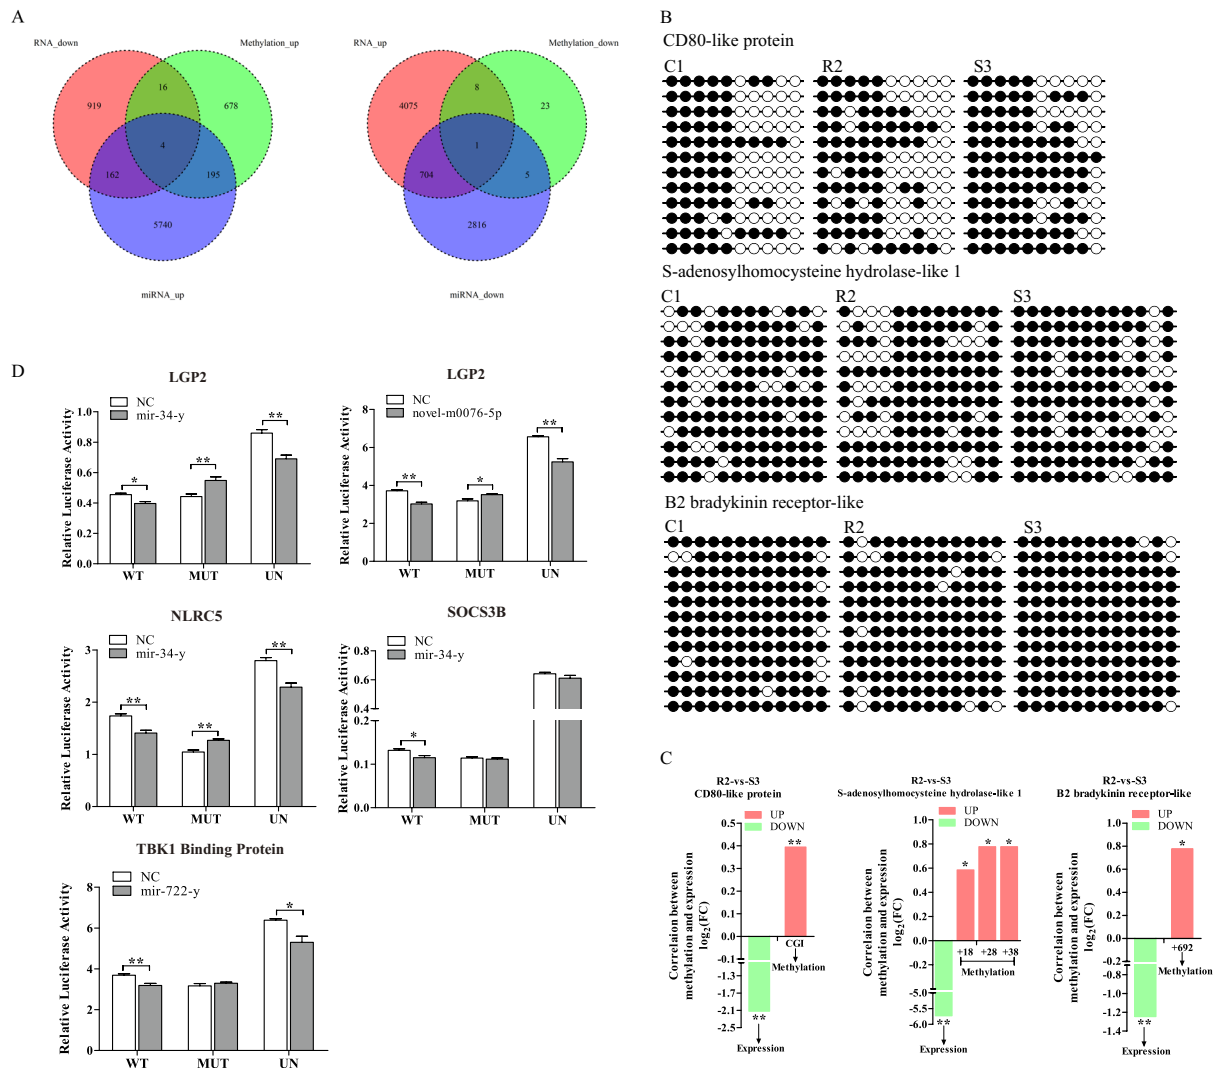 A
RNA_down
Methylation_up
16
919
678
4
162
195
5740
miRNA_up
RNA_up
Methylation_down
8
4075
23
1
704
5
2816
miRNA_down
B
CD80-like protein
C1
R2
S3
S-adenosylhomocysteine hydrolase-like 1
C1
R2
S3
B2 bradykinin receptor-like
C1
R2
S3
D
LGP2
NC
mir-34-y
Relative Luciferase Activity
1.0
0.8
0.6
0.4
0.2
0.0
*
**
**
WT
MUT
UN
LGP2
NC
novel-m0076-5p
Relative Luciferase Activity
8
6
4
2
0
**
*
**
WT
MUT
UN
NLRC5
NC
mir-34-y
Relative Luciferase Activity
3
2
1
0
**
**
**
WT
MUT
UN
SOCS3B
NC
mir-34-y
Relative Luciferase Activity
0.8
0.6
0.4
0.2
0.1
0.0
*
WT
MUT
UN
TBK1 Binding Protein
NC
mir-722-y
Relative Luciferase Activity
8
6
4
2
0
**
*
WT
MUT
UN
C
R2-vs-S3
CD80-like protein
UP
DOWN
Correlaion between
methylation and expression
log2(FC)
0.5
0.4
0.3
0.2
0.1
0.0
-0.1
-1.3
-1.7
-2.1
-2.5
**
CGI
Methylation
**
Expression
R2-vs-S3
S-adenosylhomocysteine hydrolase-like 1
UP
DOWN
Correlaion between
methylation and expression
log2(FC)
1.0
0.8
0.6
0.4
0.2
0.0
-0.2
-5.0
-5.5
-6.0
*
*
*
+18
+28
+38
Methylation
**
Expression
R2-vs-S3
B2 bradykinin receptor-like
UP
DOWN
Correlaion between
methylation and expression
log2(FC)
1.0
0.8
0.6
0.4
0.2
0.0
-0.2
-0.8
-1.0
-1.2
-1.4
*
+692
Methylation
**
Expression